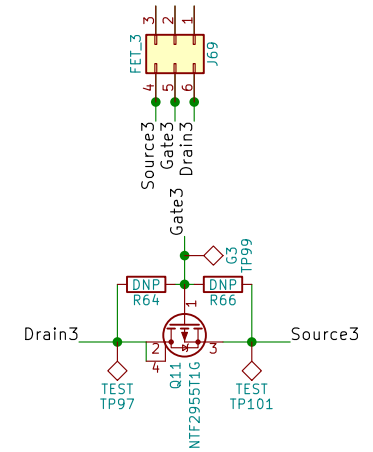 3 2 1
FET_3
J69
4 5 6
Source3
Gate3
Drain3
Gate3
G3
TP99
DNP
DNP
R64
R66
1
Drain3
Source3
2
3
4
Q11
NTF2955T1G
TEST
TP97
TEST
TP101